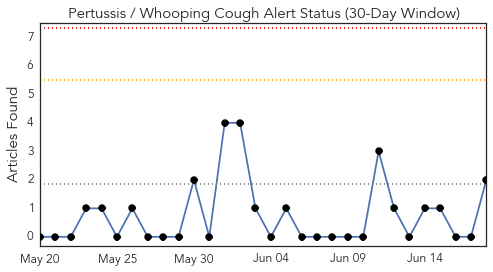 Pertussis / Whooping Cough Alert Status (30-Day Window)
Articles Found
7
6
5
4
3
2
1
0
May 20
May 25
May 30
Jun 04
Jun 09
Jun 14